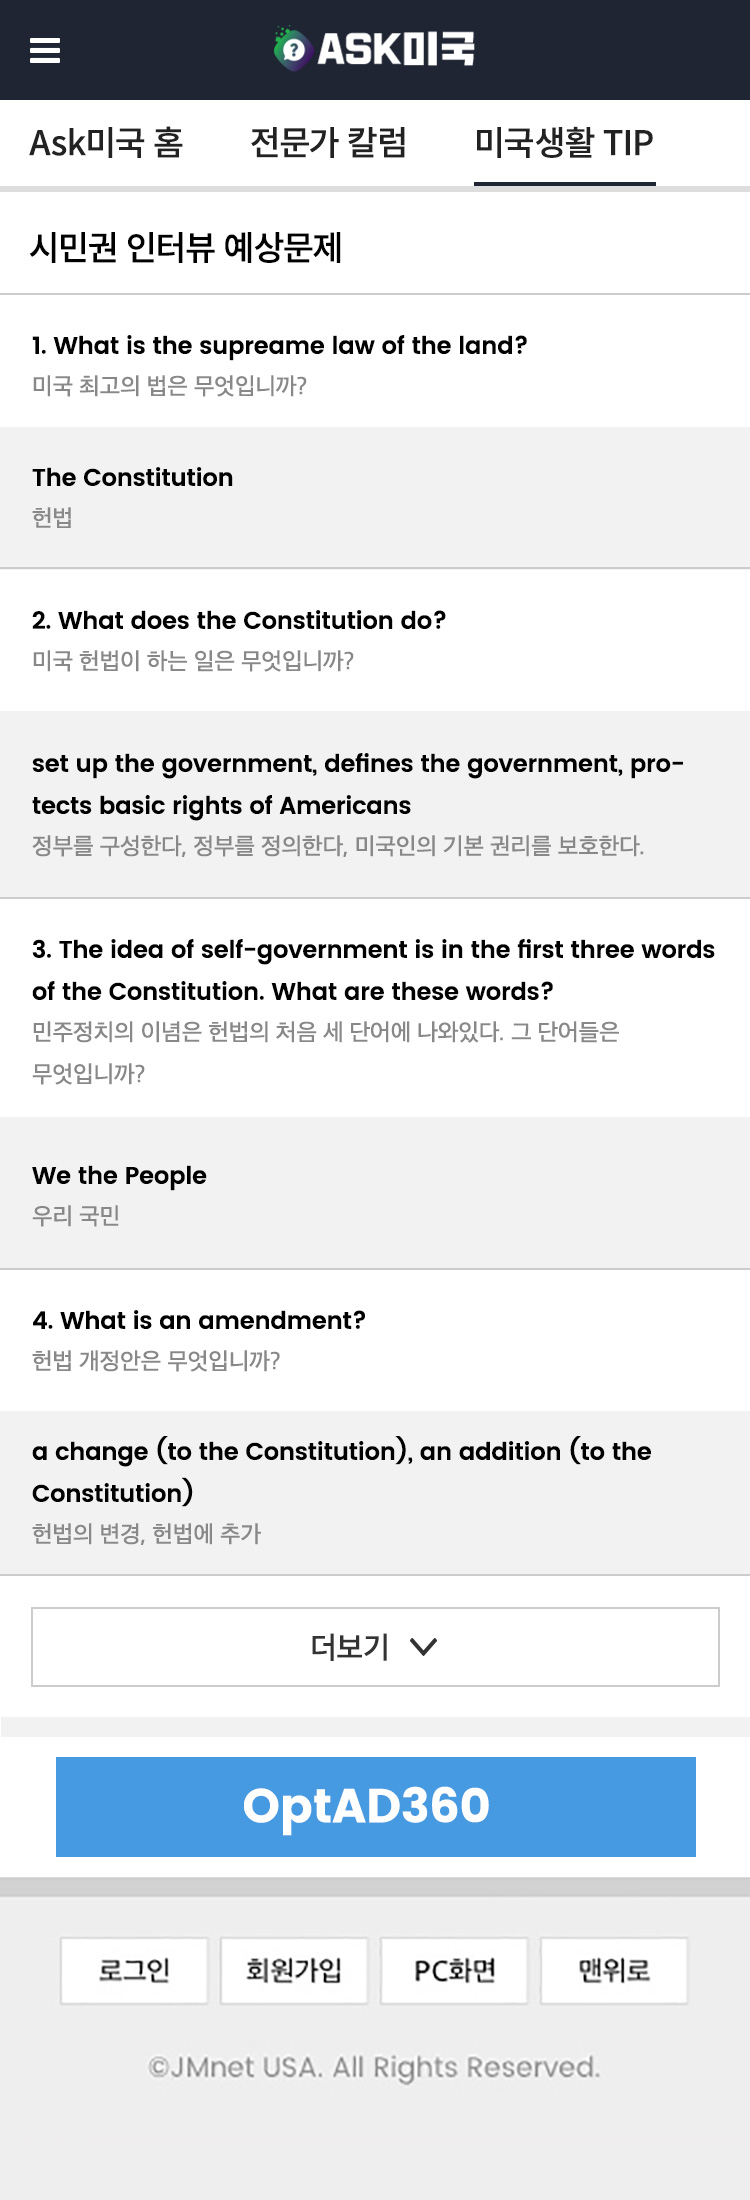 ASK미국
Ask미국 홈
전문가 칼럼
미국생활 TIP
시민권 인터뷰 예상문제
1. What is the supreame law of the land?
미국 최고의 법은 무엇입니까?
The Constitution
헌법
2. What does the Constitution do?
미국 헌법이 하는 일은 무엇입니까?
set up the government, defines the government, pro-
tects basic rights of Americans
정부를 구성한다, 정부를 정의한다, 미국인의 기본 권리를 보호한다.
3. The idea of self-government is in the first three words
of the Constitution. What are these words?
민주정치의 이념은 헌법의 처음 세 단어에 나와있다. 그 단어들은
무엇입니까?
We the People
우리 국민
4. What is an amendment?
헌법 개정안은 무엇입니까?
a change (to the Constitution), an addition (to the
Constitution)
헌법의 변경, 헌법에 추가
더보기
OptAD360
로그인
회원가입
PC화면
맨위로
©JMnet USA. All Rights Reserved.